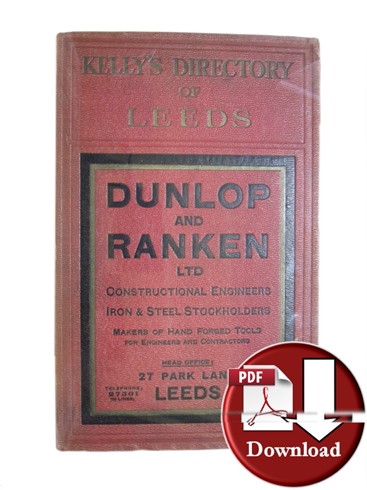 KELLY'S DIRECTORY
OF
LEEDS
DUNLOP
AND
RANKEN
LTD
CONSTRUCTIONAL ENGINEERS
IRON & STEEL STOCKHOLDERS
MAKERS OF HAND FORGED TOOLS
FOR ENGINEERS AND CONTRACTORS
HEAD OFFICE:
27 PARK LAN
TELEPHONE:
27301
LEEDS
PDF
Download